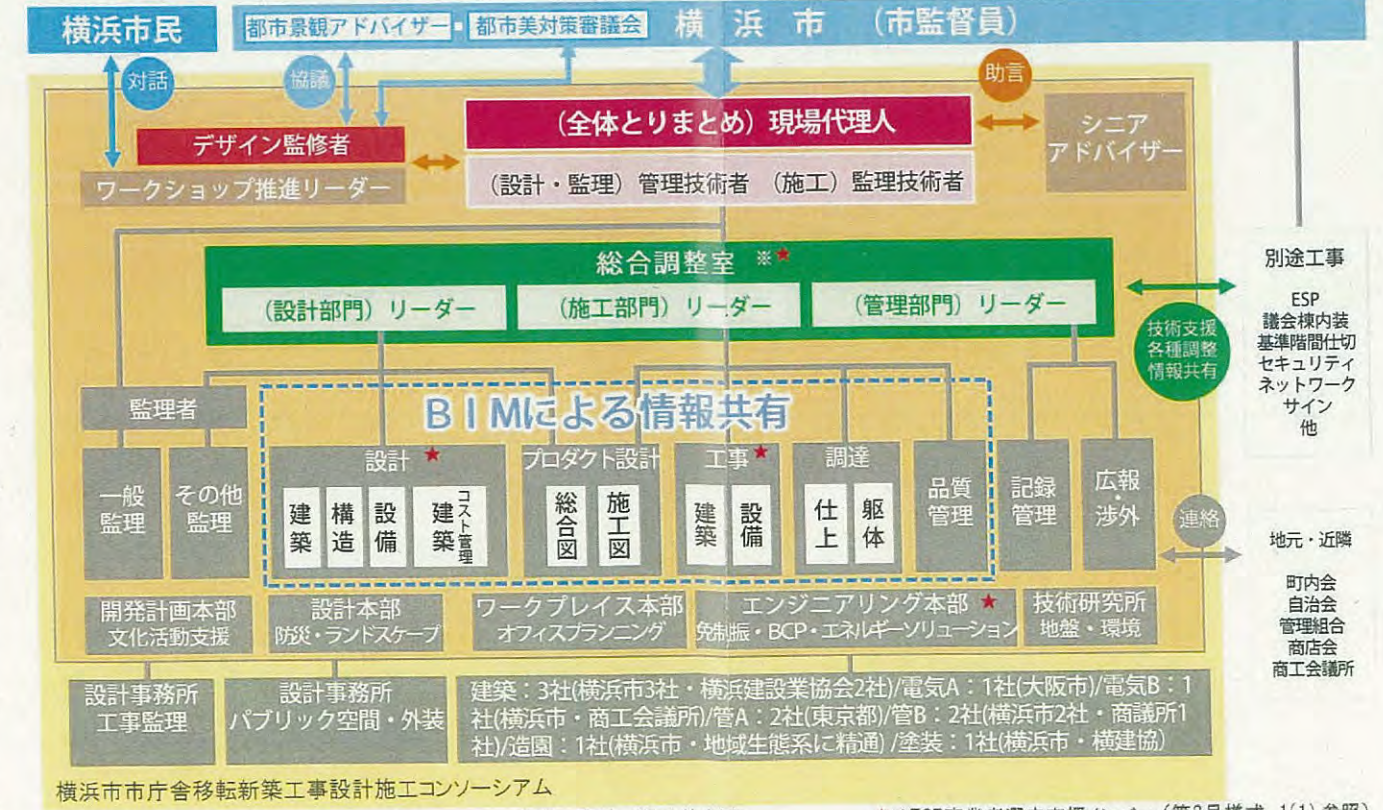 横浜市民
都市景観アドバイザー・都市美対策審議会 横浜市 (市監督員)
対話
協議
助言
(全体とりまとめ)現場代理人
デザイン監修者
シニア
アドバイザー
ワークショップ推進リーダー
(設計・監理)管理技術者 (施工)監理技術者
総合調整室 ※★
(設計部門)リーダー
(施工部門)リーダー
(管理部門)リーダー
技術支援
各種調整
情報共有
別途工事
ESP
議会棟内装
基準階間仕切
セキュリティ
ネットワーク
サイン
他
監理者
BIMによる情報共有
一般
監理
その他
監理
設計 ★
建築
構造
設備
建築
コスト管理
プロダクト設計
総合図
施工図
工事★
建築
設備
調達
仕上
躯体
品質
管理
記録
管理
広報
・
渉外
連絡
地元・近隣
町内会
自治会
管理組合
商店会
商工会議所
開発計画本部
文化活動支援
設計本部
防災・ランドスケープ
ワークプレイス本部
オフィスプランニング
エンジニアリング本部 ★
免制振・BCP・エネルギーソリューション
技術研究所
地盤・環境
設計事務所
工事監理
設計事務所
パブリック空間・外装
建築:3社(横浜市3社・横浜建設業協会2社)/電気A:1社(大阪市)/電気B:1
社(横浜市・商工会議所)/管A:2社(東京都)/管B:2社(横浜市2社・商議所1
社)/造園:1社(横浜市・地域生態系に精通)/塗装:1社(横浜市・横建協)
横浜市市庁舎移転新築工事設計施工コンソーシアム
(第3号様式-1(1)参照)